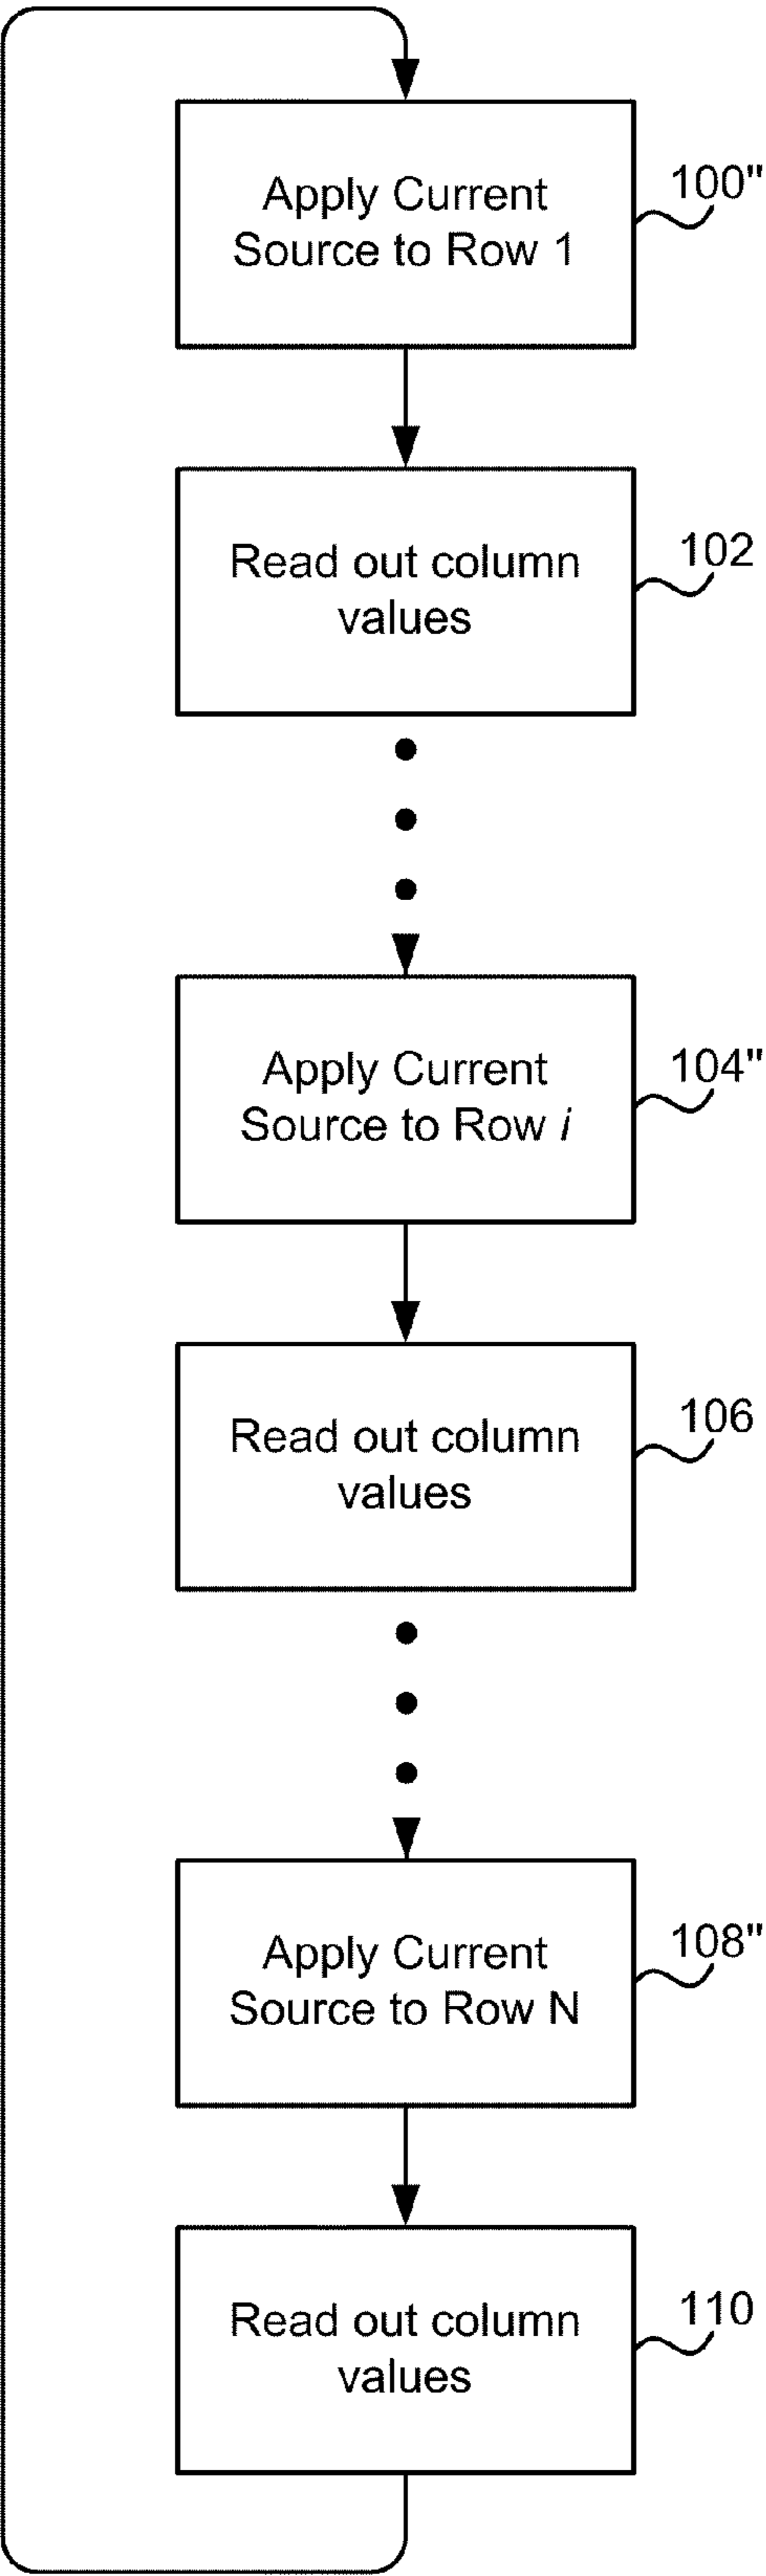 Apply Current
Source to Row 1
100"
Read out column
values
102
Apply Current
Source to Row i
104"
Read out column
values
106
Apply Current
Source to Row N
108"
Read out column
values
110